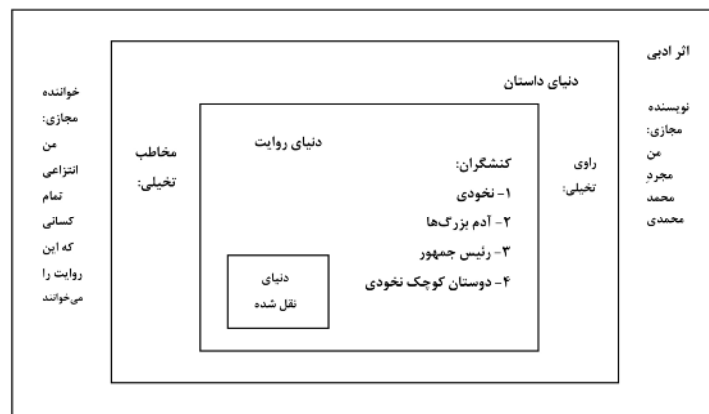 اثر ادبی
نویسنده
مجازی:
من
مجردِ
محمد
محمدی
دنیای داستان
راوی
تخیلی:
دنیای روایت
کنشگران:
۱- نخودی
۲- آدم بزرگ‌ها
۳- رئیس جمهور
۴- دوستان کوچک نخودی
دنیای
نقل شده
مخاطب
تخیلی:
خواننده
مجازی:
من
انتزاعی
تمام
کسانی
که این
روایت را
می‌خوانند